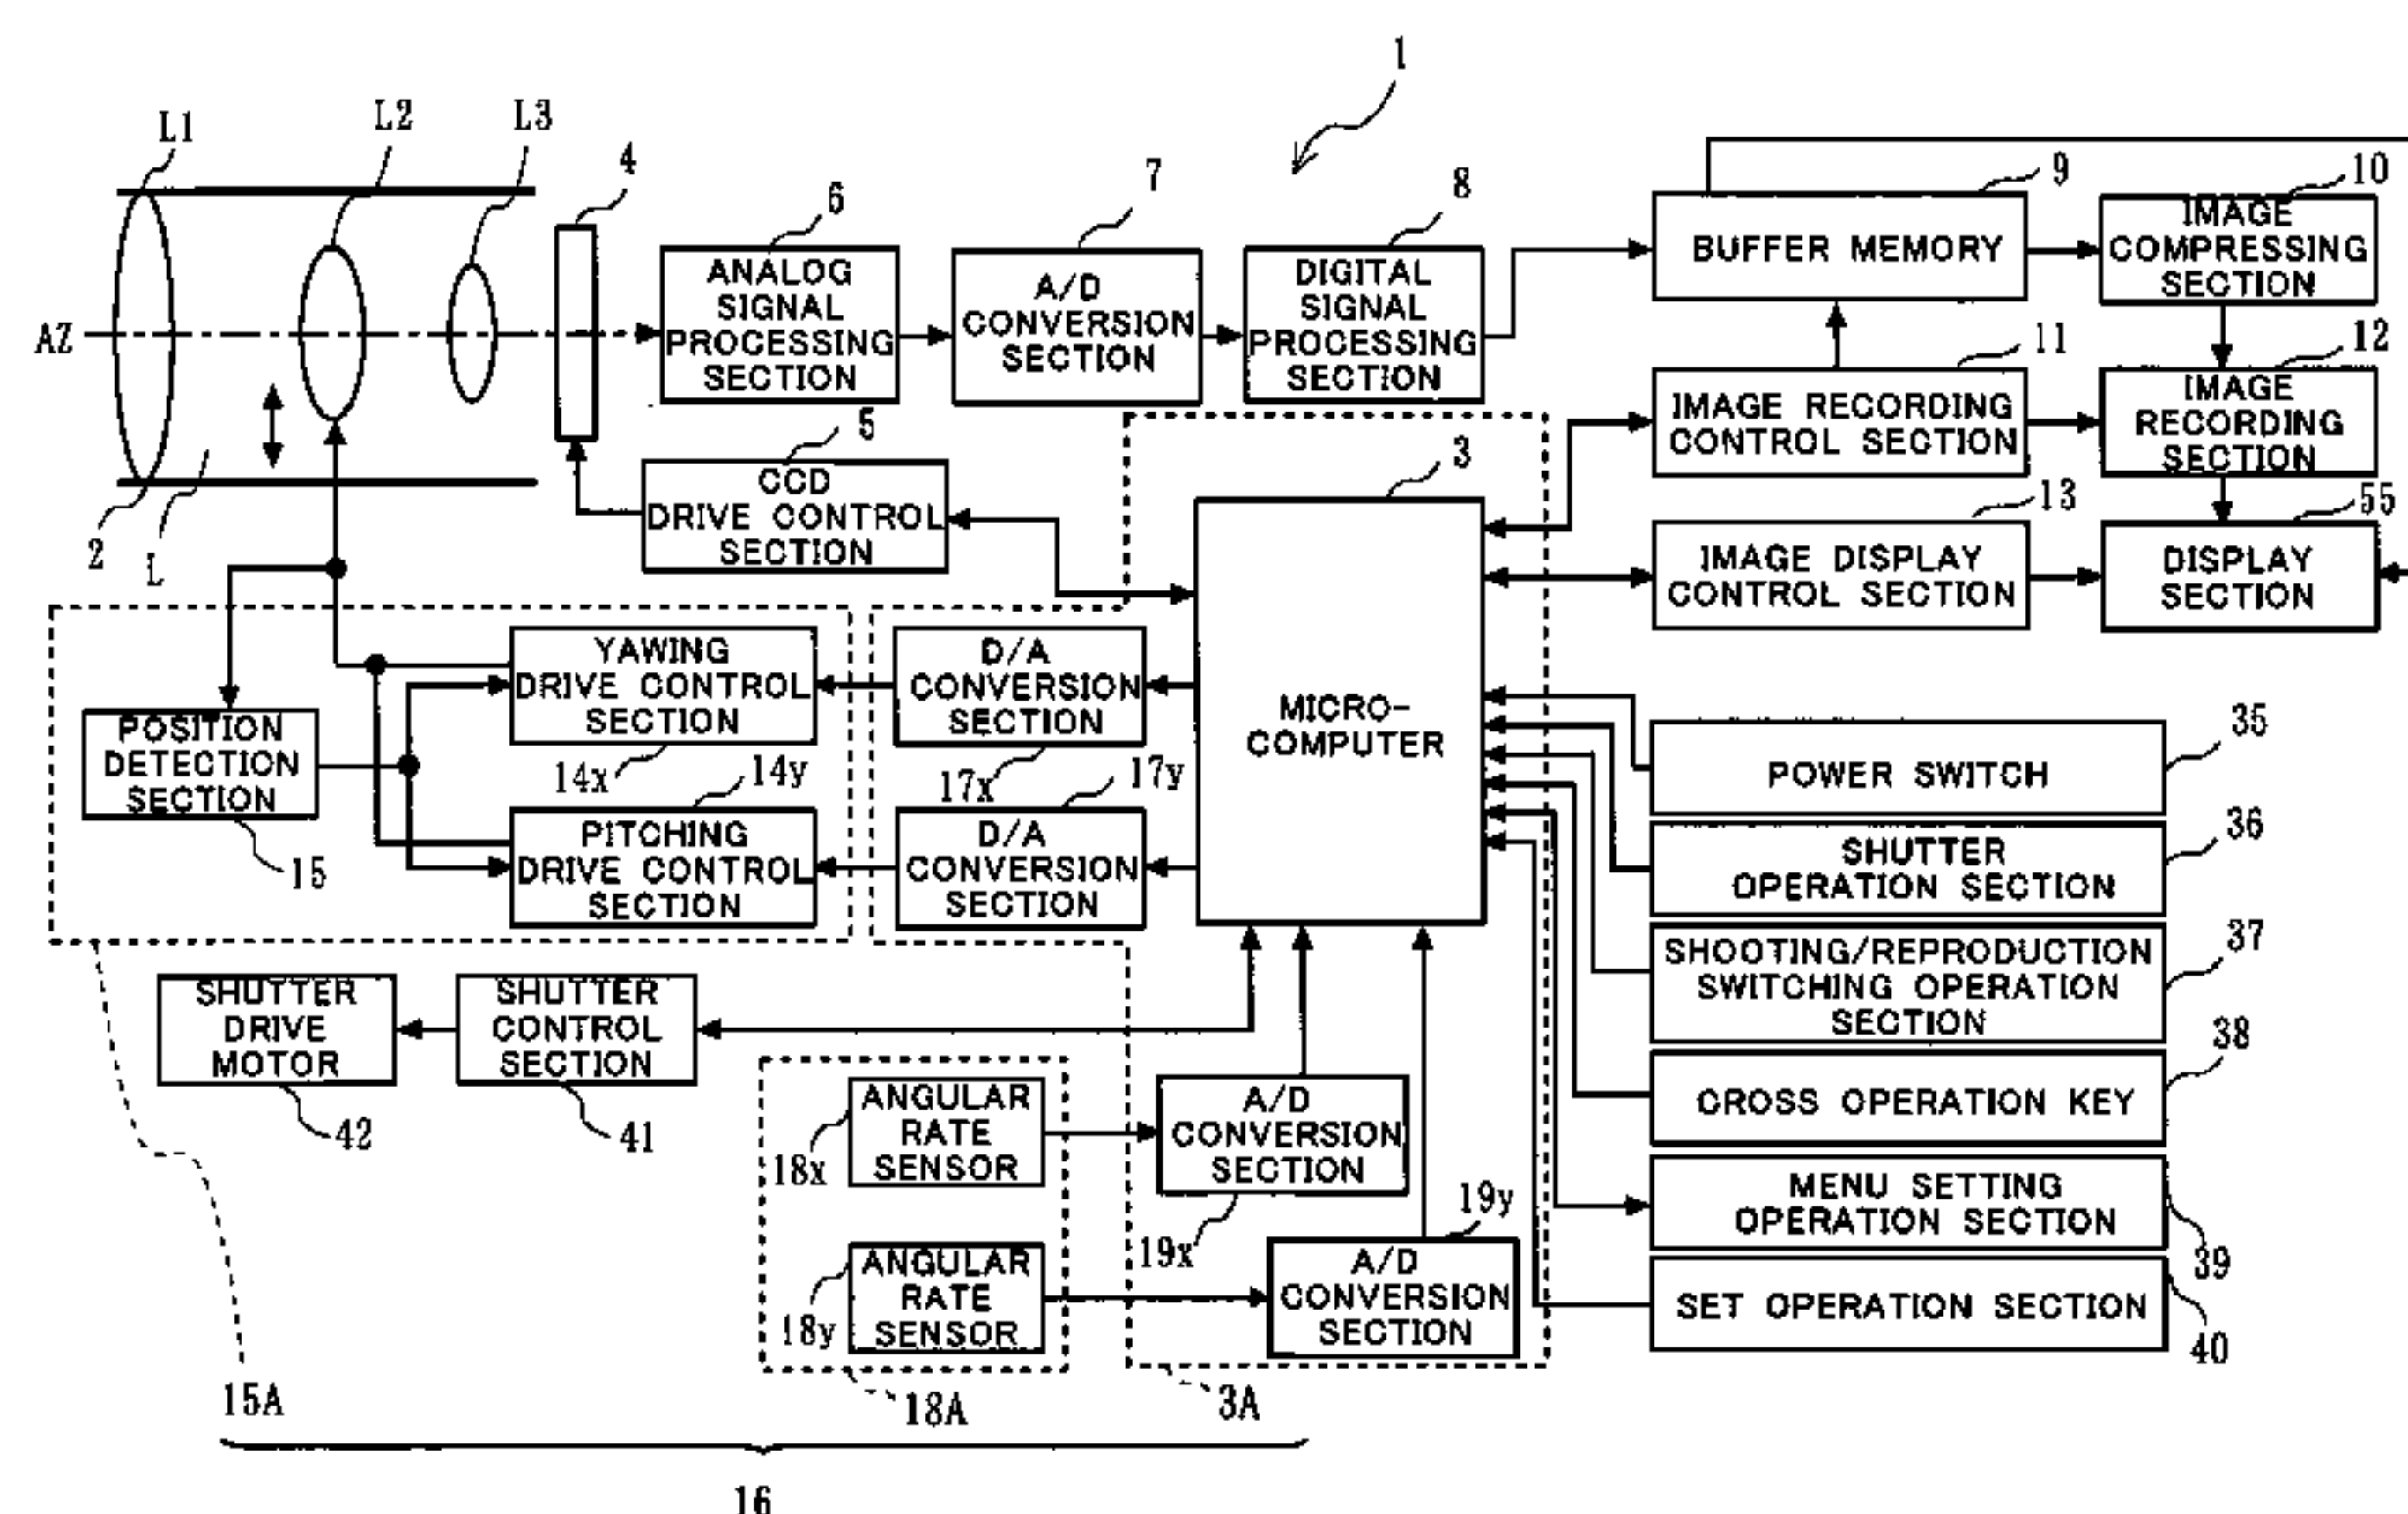 1
L1
L2
L3
4
6
7
8
9
10
AZ
ANALOG
SIGNAL
PROCESSING
SECTION
A/D
CONVERSION
SECTION
DIGITAL
SIGNAL
PROCESSING
SECTION
BUFFER MEMORY
IMAGE
COMPRESSING
SECTION
11
12
IMAGE RECORDING
CONTROL SECTION
IMAGE
RECORDING
SECTION
2
L
5
CCD
DRIVE CONTROL
SECTION
3
13
55
IMAGE DISPLAY
CONTROL SECTION
DISPLAY
SECTION
MICRO-
COMPUTER
YAWING
DRIVE CONTROL
SECTION
14x
D/A
CONVERSION
SECTION
17x
POSITION
DETECTION
SECTION
15
14y
PITCHING
DRIVE CONTROL
SECTION
17y
D/A
CONVERSION
SECTION
35
POWER SWITCH
36
SHUTTER
OPERATION SECTION
37
SHOOTING/REPRODUCTION
SWITCHING OPERATION
SECTION
38
CROSS OPERATION KEY
MENU SETTING
OPERATION SECTION
39
SET OPERATION SECTION
40
SHUTTER
DRIVE
MOTOR
42
SHUTTER
CONTROL
SECTION
41
18x
ANGULAR
RATE
SENSOR
A/D
CONVERSION
SECTION
19x
18y
ANGULAR
RATE
SENSOR
19y
A/D
CONVERSION
SECTION
15A
18A
3A
16